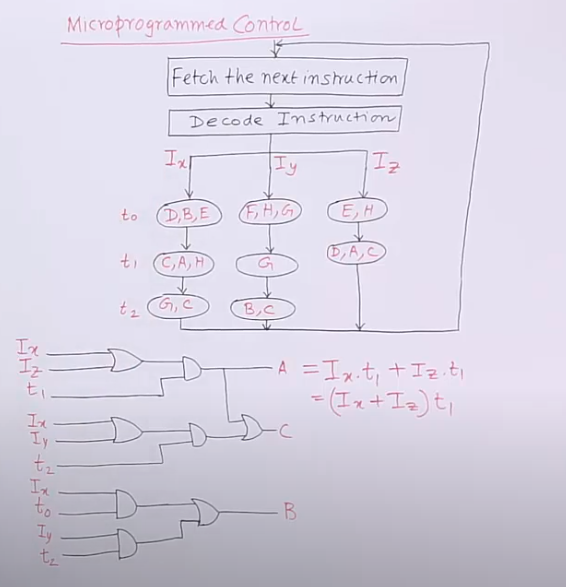 Microprogrammed Control
Fetch the next instruction
Decode Instruction
Ix Iy Iz
t0 D,B,E F,H,G E,H
t1 C,A,H G D,A,C
t2 G,C B,C
Ix
Iz
t1
A = Ix.t1 + Iz.t1
= (Ix + Iz) t1
Ix
Iy
t2
C
Ix
t0
B
Iy
t2